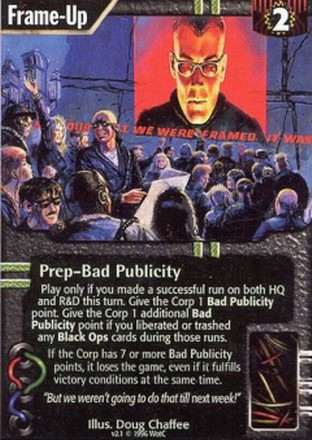 Frame-Up
2
OUR
T WE WERE FRAMED. IT WAS
Prep-Bad Publicity
Play only if you made a successful run on both HQ
and R&D this turn. Give the Corp 1 Bad Publicity
point. Give the Corp 1 additional Bad
Publicity point if you liberated or trashed
any Black Ops cards during those runs.
If the Corp has 7 or more Bad Publicity
points, it loses the game, even if it fulfills
victory conditions at the same time.
"But we weren't going to do that till next week!"
Illus. Doug Chaffee
v2.1 © 1996 WotC